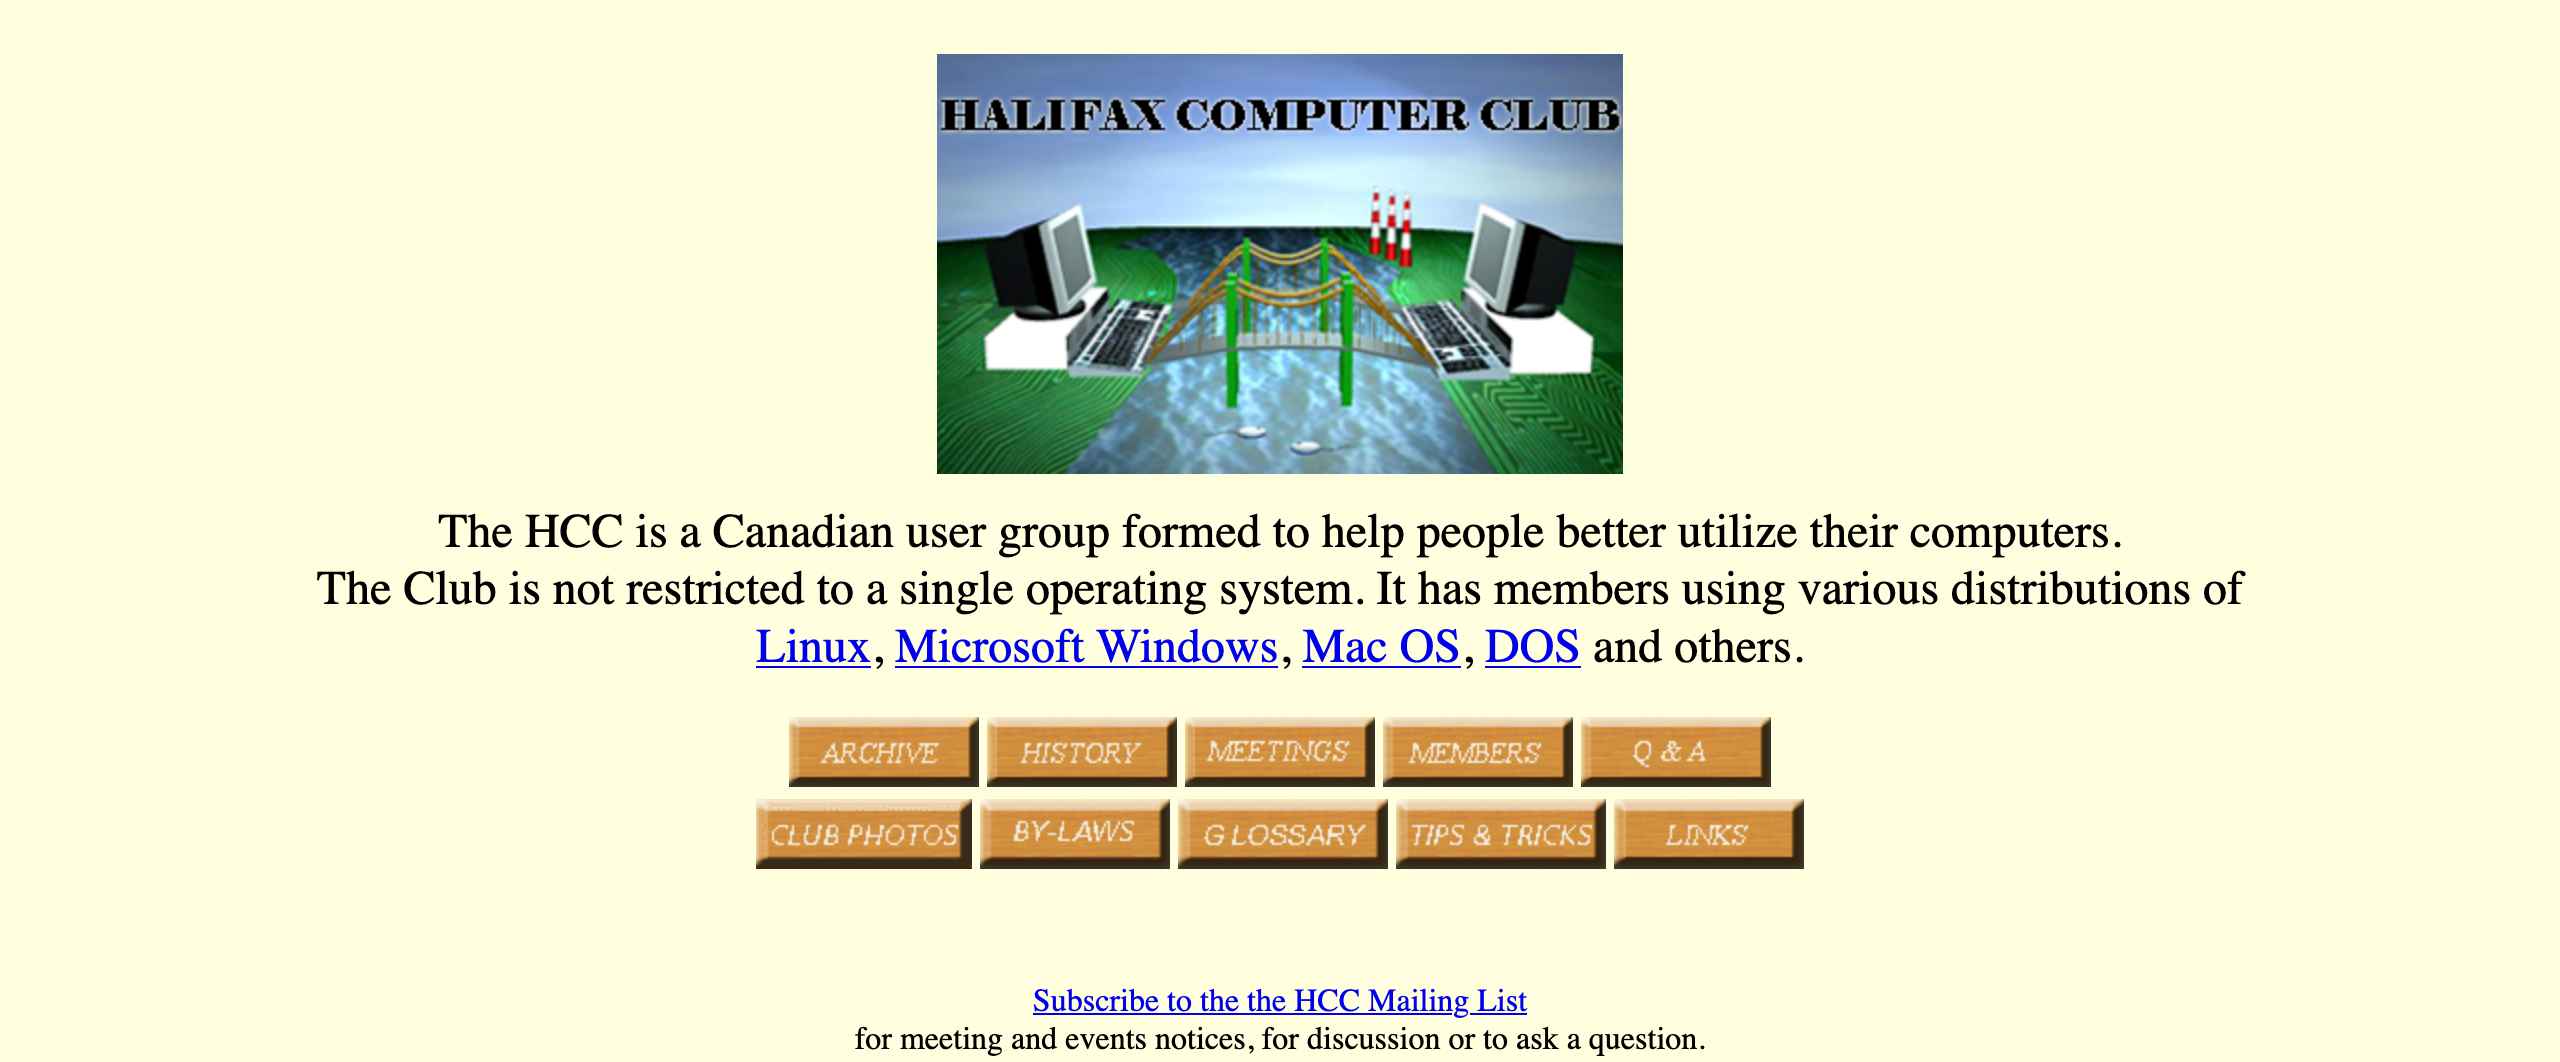 HALIFAX COMPUTER CLUB
The HCC is a Canadian user group formed to help people better utilize their computers.
The Club is not restricted to a single operating system. It has members using various distributions of
Linux, Microsoft Windows, Mac OS, DOS and others.
ARCHIVE HISTORY MEETINGS MEMBERS Q & A
CLUB PHOTOS BY-LAWS GLOSSARY TIPS & TRICKS LINKS
Subscribe to the the HCC Mailing List
for meeting and events notices, for discussion or to ask a question.